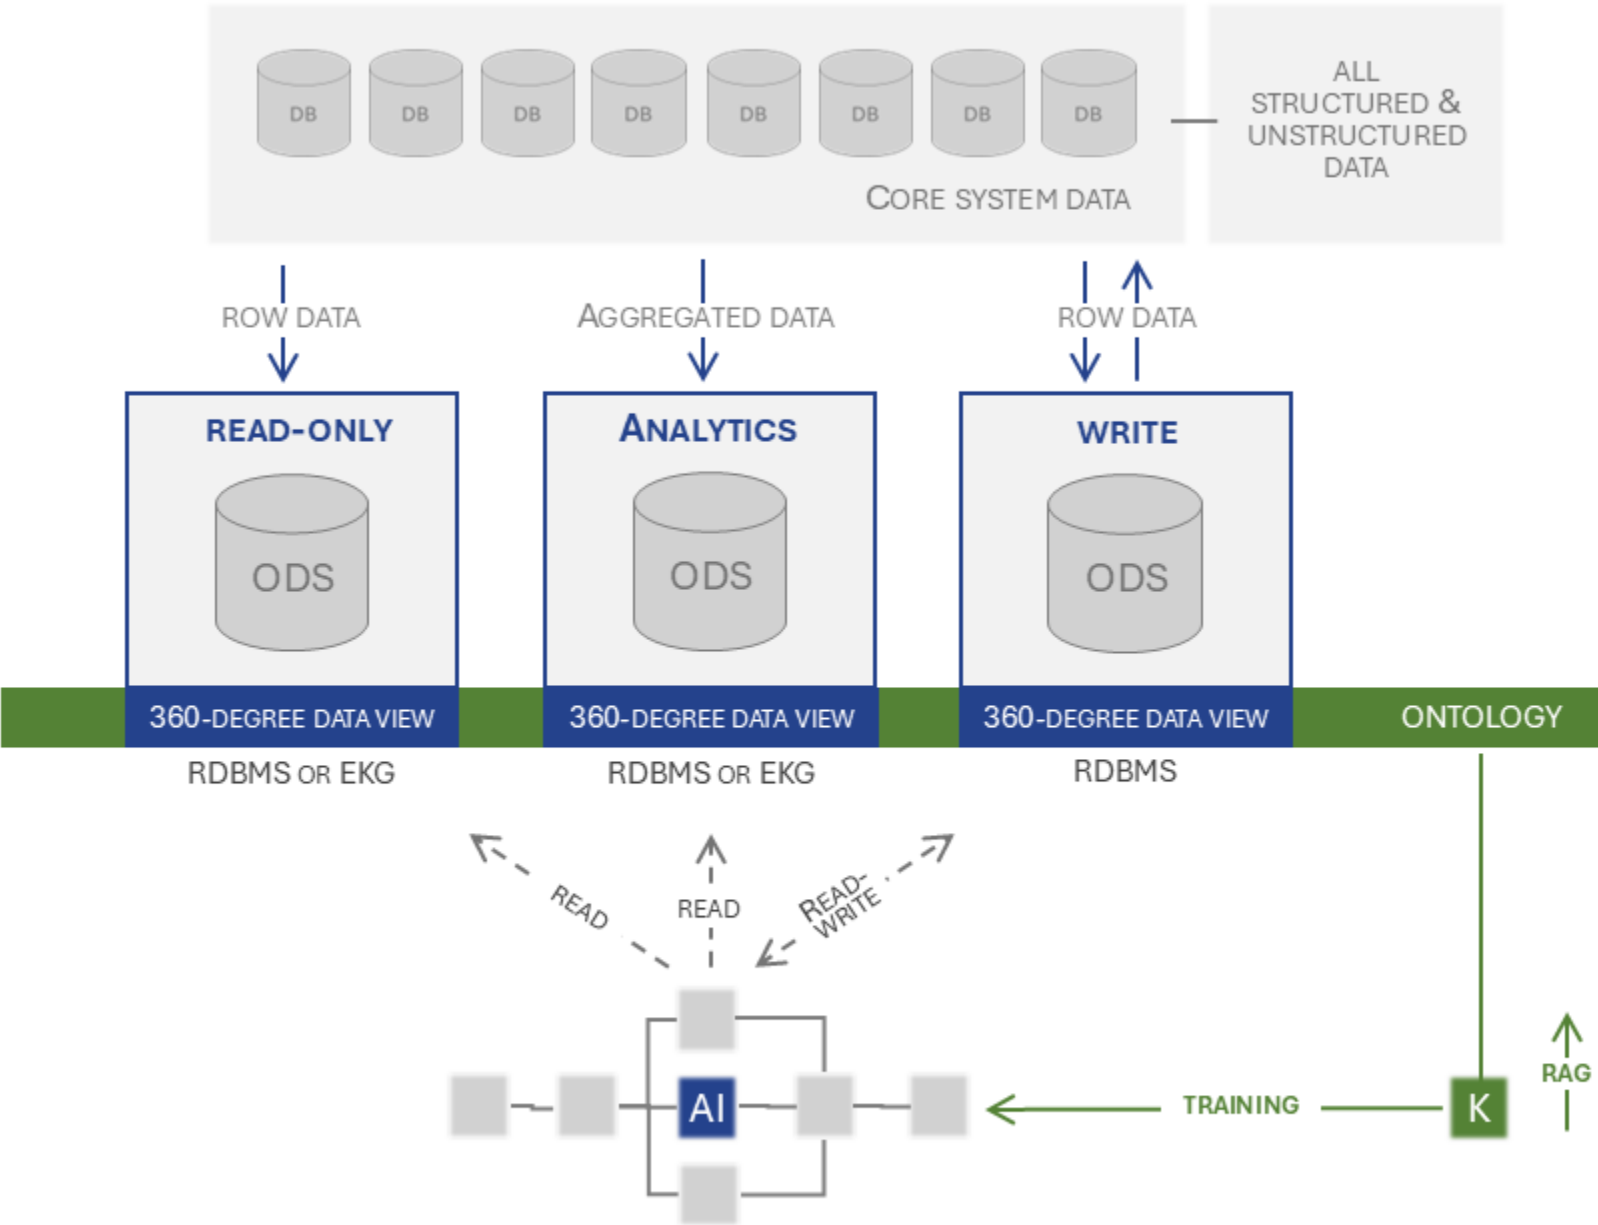 DB
DB
DB
DB
DB
DB
DB
DB
ALL
STRUCTURED &
UNSTRUCTURED
DATA
CORE SYSTEM DATA
ROW DATA
AGGREGATED DATA
ROW DATA
READ-ONLY
ANALYTICS
WRITE
ODS
ODS
ODS
360-DEGREE DATA VIEW
360-DEGREE DATA VIEW
360-DEGREE DATA VIEW
ONTOLOGY
RDBMS OR EKG
RDBMS OR EKG
RDBMS
READ
READ
READ-
WRITE
AI
TRAINING
K
RAG